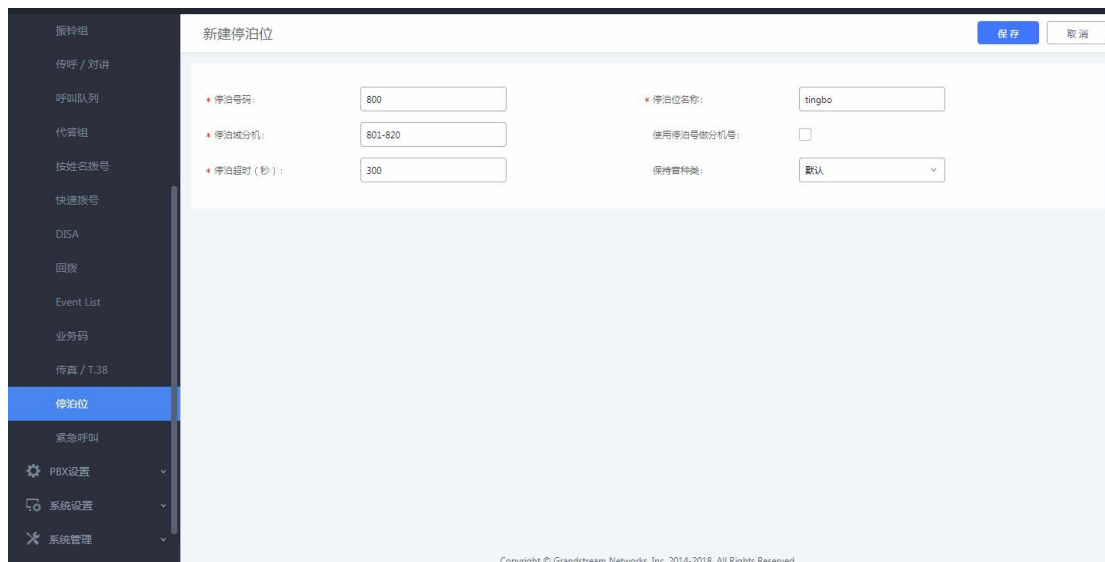 振铃组
传呼 / 对讲
呼叫队列
代答组
按姓名拨号
快速拨号
DISA
回拨
Event List
业务码
传真 / T.38
停泊位
紧急呼叫
PBX设置
系统设置
系统管理
新建停泊位
保存
取消
* 停泊号码:
800
* 停泊位名称:
tingbo
* 停泊域分机:
801-820
使用停泊号做分机号:
* 停泊超时（秒）:
300
保持音种类:
默认
Copyright © Grandstream Networks, Inc. 2014-2018. All Rights Reserved.